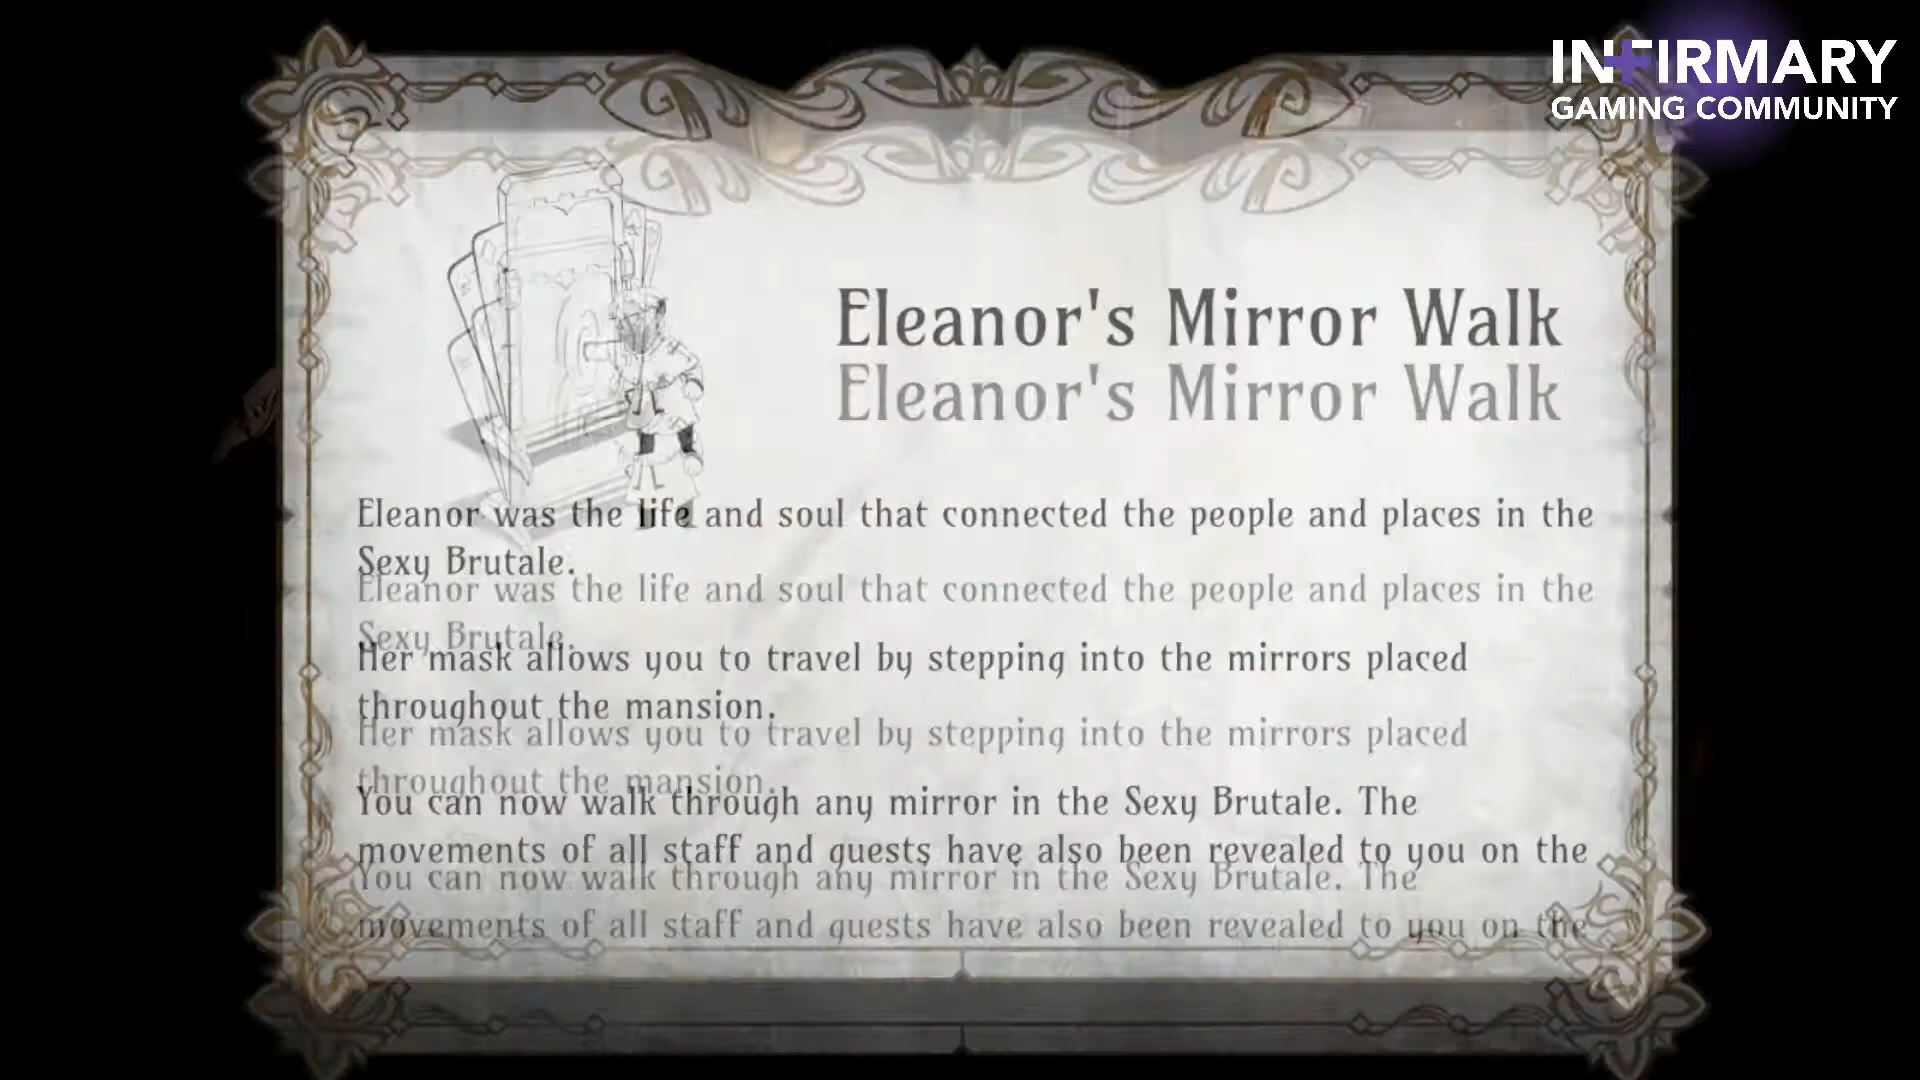 INFIRMARY
GAMING COMMUNITY
Eleanor's Mirror Walk
Eleanor's Mirror Walk
Eleanor was the life and soul that connected the people and places in the
Sexy Brutale.
Eleanor was the life and soul that connected the people and places in the
Sexy Brutale.
Her mask allows you to travel by stepping into the mirrors placed
throughout the mansion.
Her mask allows you to travel by stepping into the mirrors placed
throughout the mansion.
You can now walk through any mirror in the Sexy Brutale. The
movements of all staff and guests have also been revealed to you on the
You can now walk through any mirror in the Sexy Brutale. The
movements of all staff and guests have also been revealed to you on the